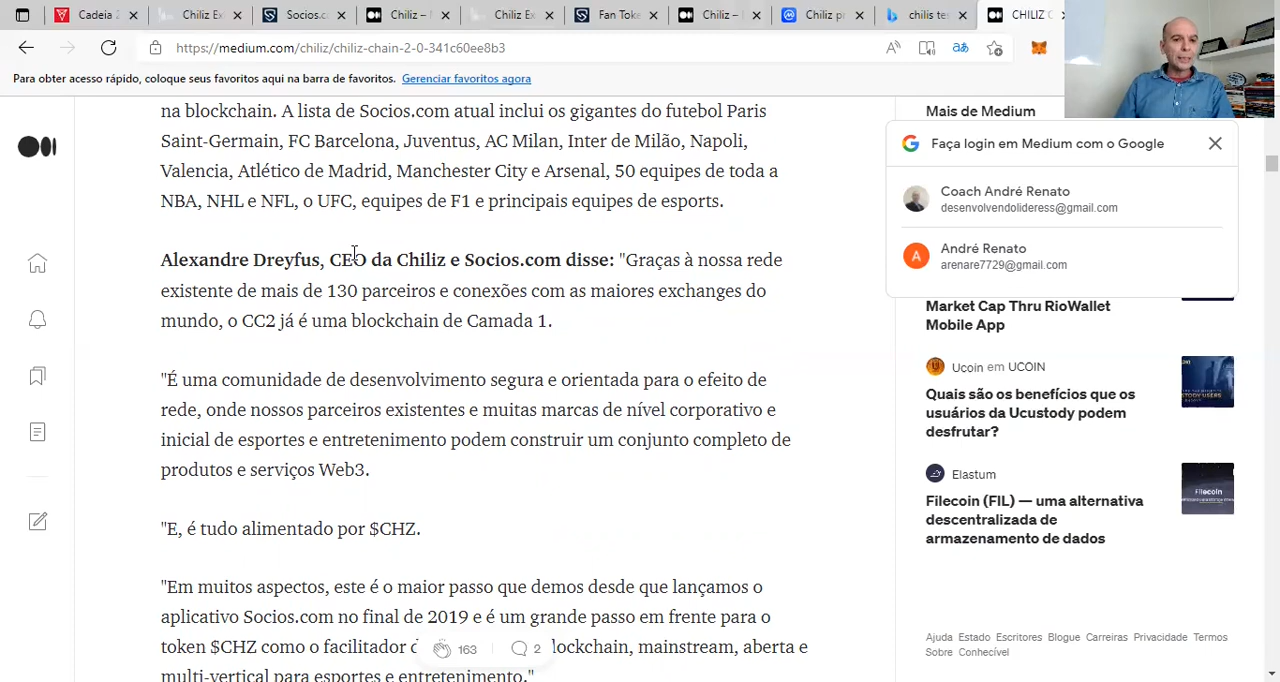 Cadeia 2
Chiliz Ex
Socios.c
Chiliz –
Chiliz Ex
Fan Toke
Chiliz –
Chiliz p
chilis tes
CHILIZ
https://medium.com/chiliz/chiliz-chain-2-0-341c60ee8b3
Para obter acesso rápido, coloque seus favoritos aqui na barra de favoritos. Gerenciar favoritos agora
na blockchain. A lista de Socios.com atual inclui os gigantes do futebol Paris
Saint-Germain, FC Barcelona, Juventus, AC Milan, Inter de Milão, Napoli,
Valencia, Atlético de Madrid, Manchester City e Arsenal, 50 equipes de toda a
NBA, NHL e NFL, o UFC, equipes de F1 e principais equipes de esports.
Alexandre Dreyfus, CEO da Chiliz e Socios.com disse: "Graças à nossa rede
existente de mais de 130 parceiros e conexões com as maiores exchanges do
mundo, o CC2 já é uma blockchain de Camada 1.
"É uma comunidade de desenvolvimento segura e orientada para o efeito de
rede, onde nossos parceiros existentes e muitas marcas de nível corporativo e
inicial de esportes e entretenimento podem construir um conjunto completo de
produtos e serviços Web3.
"E, é tudo alimentado por $CHZ.
"Em muitos aspectos, este é o maior passo que demos desde que lançamos o
aplicativo Socios.com no final de 2019 e é um grande passo em frente para o
token $CHZ como o facilitador d lockchain, mainstream, aberta e
multi-vertical para esportes e entretenimento."
163
2
Mais de Medium
Faça login em Medium com o Google
Coach André Renato
desenvolvendolideress@gmail.com
André Renato
arenare7729@gmail.com
Market Cap Thru RioWallet
Mobile App
Ucoin em UCOIN
Quais são os benefícios que os
usuários da Ucustody podem
desfrutar?
Elastum
Filecoin (FIL) — uma alternativa
descentralizada de
armazenamento de dados
Filecoin
Ajuda Estado Escritores Blogue Carreiras Privacidade Termos
Sobre Conhecível